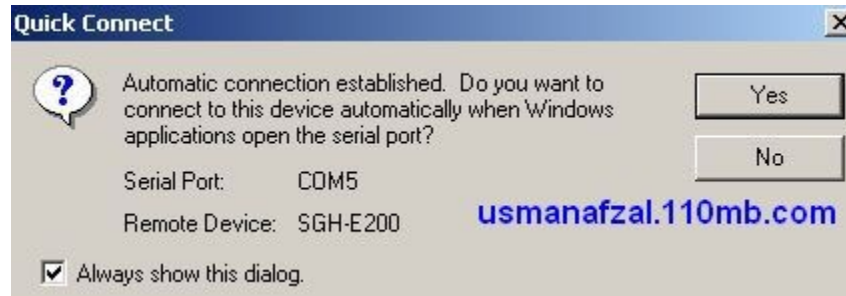 Quick Connect
Automatic connection established. Do you want to
connect to this device automatically when Windows
applications open the serial port?
Yes
No
Serial Port: COM5
Remote Device: SGH-E200
usmanafzal.110mb.com
Always show this dialog.